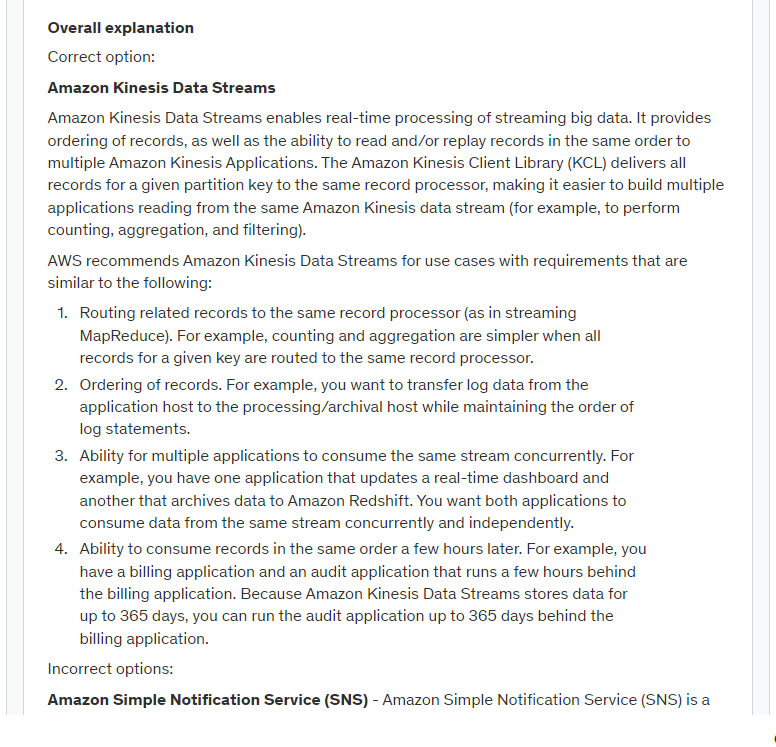 Overall explanation
Correct option:
Amazon Kinesis Data Streams
Amazon Kinesis Data Streams enables real-time processing of streaming big data. It provides
ordering of records, as well as the ability to read and/or replay records in the same order to
multiple Amazon Kinesis Applications. The Amazon Kinesis Client Library (KCL) delivers all
records for a given partition key to the same record processor, making it easier to build multiple
applications reading from the same Amazon Kinesis data stream (for example, to perform
counting, aggregation, and filtering).
AWS recommends Amazon Kinesis Data Streams for use cases with requirements that are
similar to the following:
1. Routing related records to the same record processor (as in streaming
MapReduce). For example, counting and aggregation are simpler when all
records for a given key are routed to the same record processor.
2. Ordering of records. For example, you want to transfer log data from the
application host to the processing/archival host while maintaining the order of
log statements.
3. Ability for multiple applications to consume the same stream concurrently. For
example, you have one application that updates a real-time dashboard and
another that archives data to Amazon Redshift. You want both applications to
consume data from the same stream concurrently and independently.
4. Ability to consume records in the same order a few hours later. For example, you
have a billing application and an audit application that runs a few hours behind
the billing application. Because Amazon Kinesis Data Streams stores data for
up to 365 days, you can run the audit application up to 365 days behind the
billing application.
Incorrect options:
Amazon Simple Notification Service (SNS) - Amazon Simple Notification Service (SNS) is a